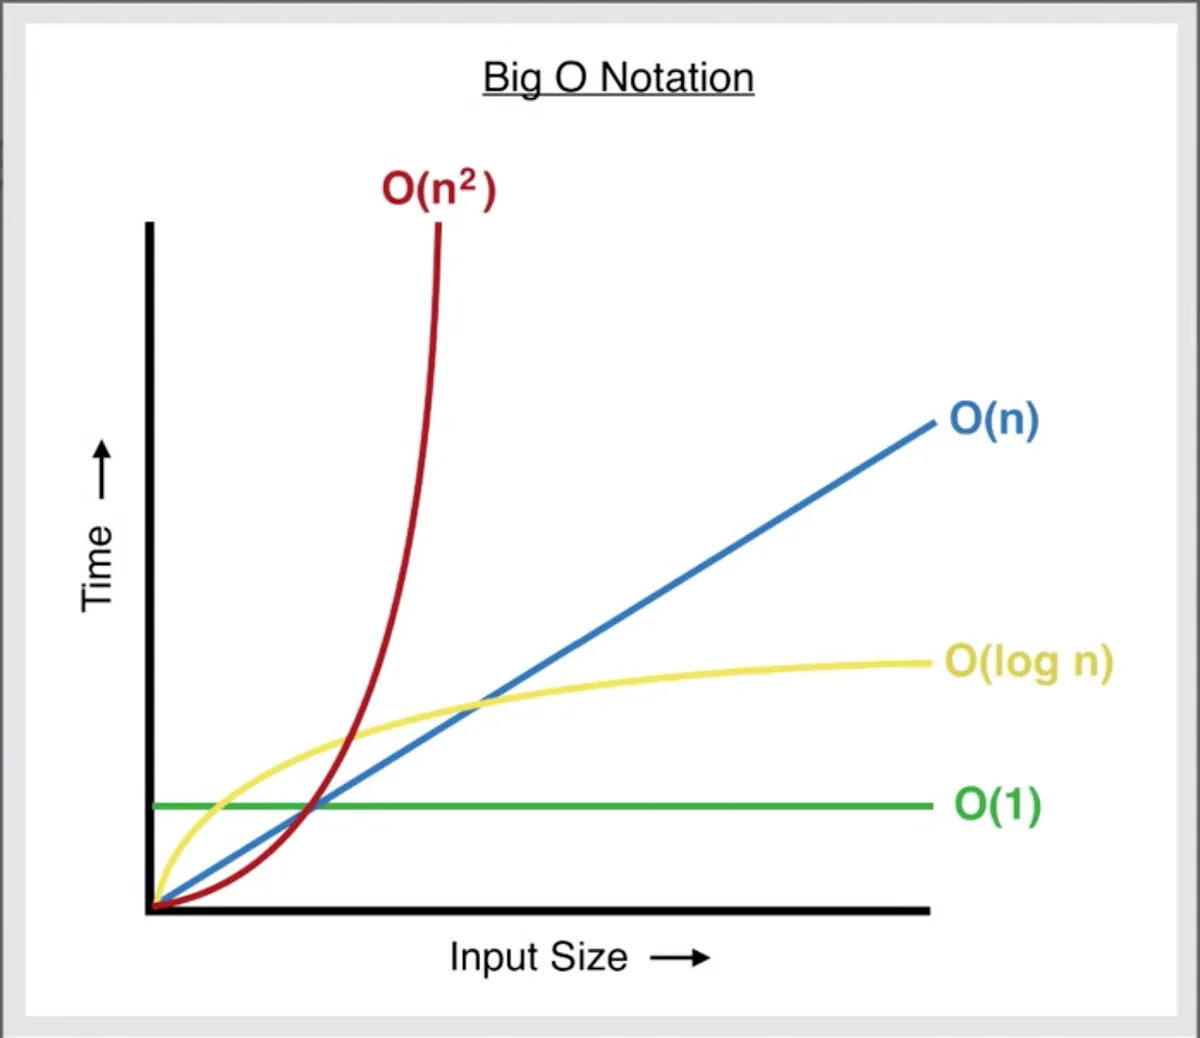 Big O Notation
O(n²)
O(n)
Time
O(log n)
O(1)
Input Size